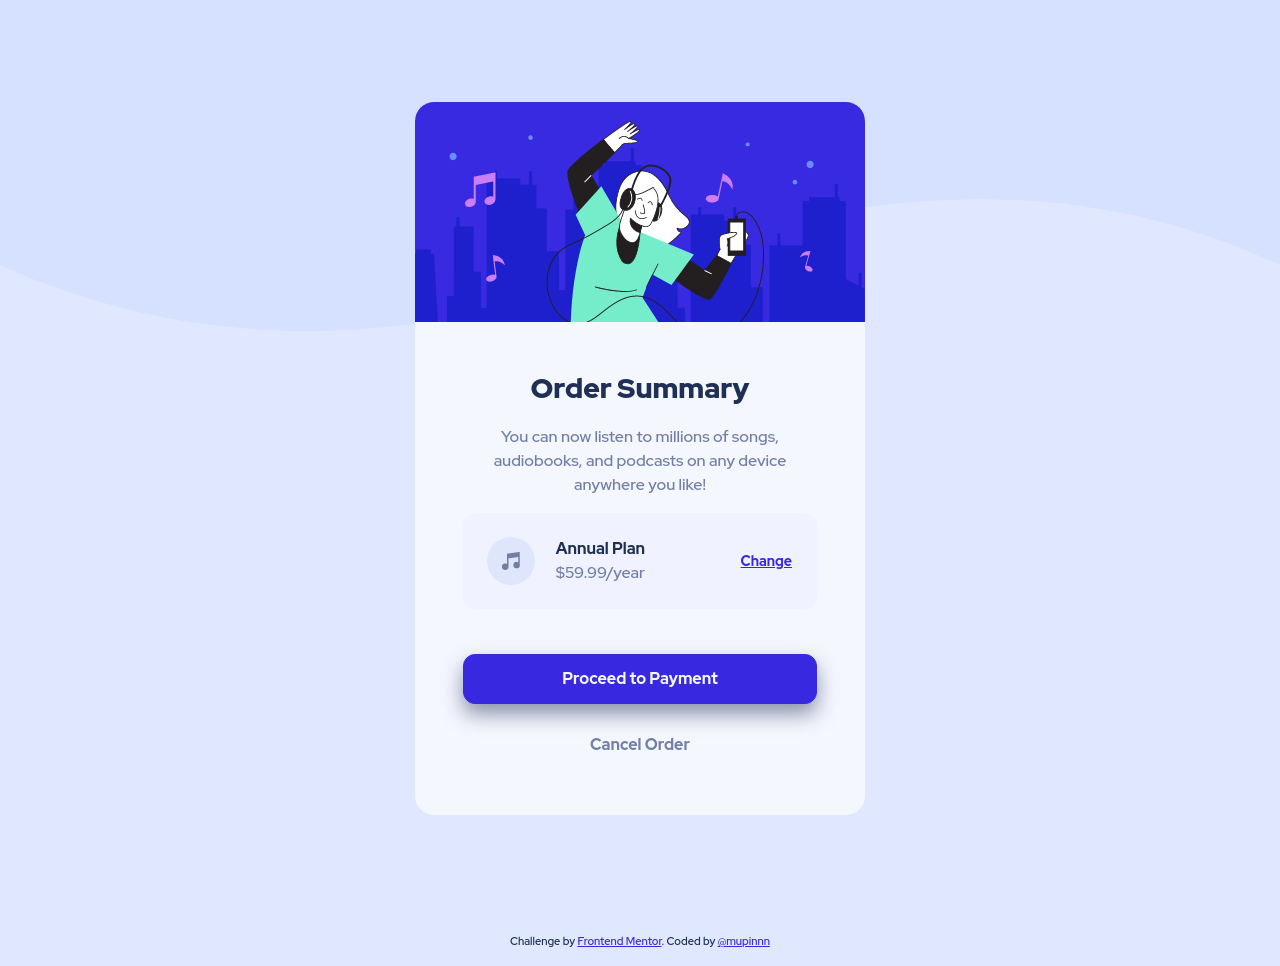 Order Summary
You can now listen to millions of songs,
audiobooks, and podcasts on any device
anywhere you like!
Annual Plan
$59.99/year
Change
Proceed to Payment
Cancel Order
Challenge by Frontend Mentor. Coded by @mupinnn